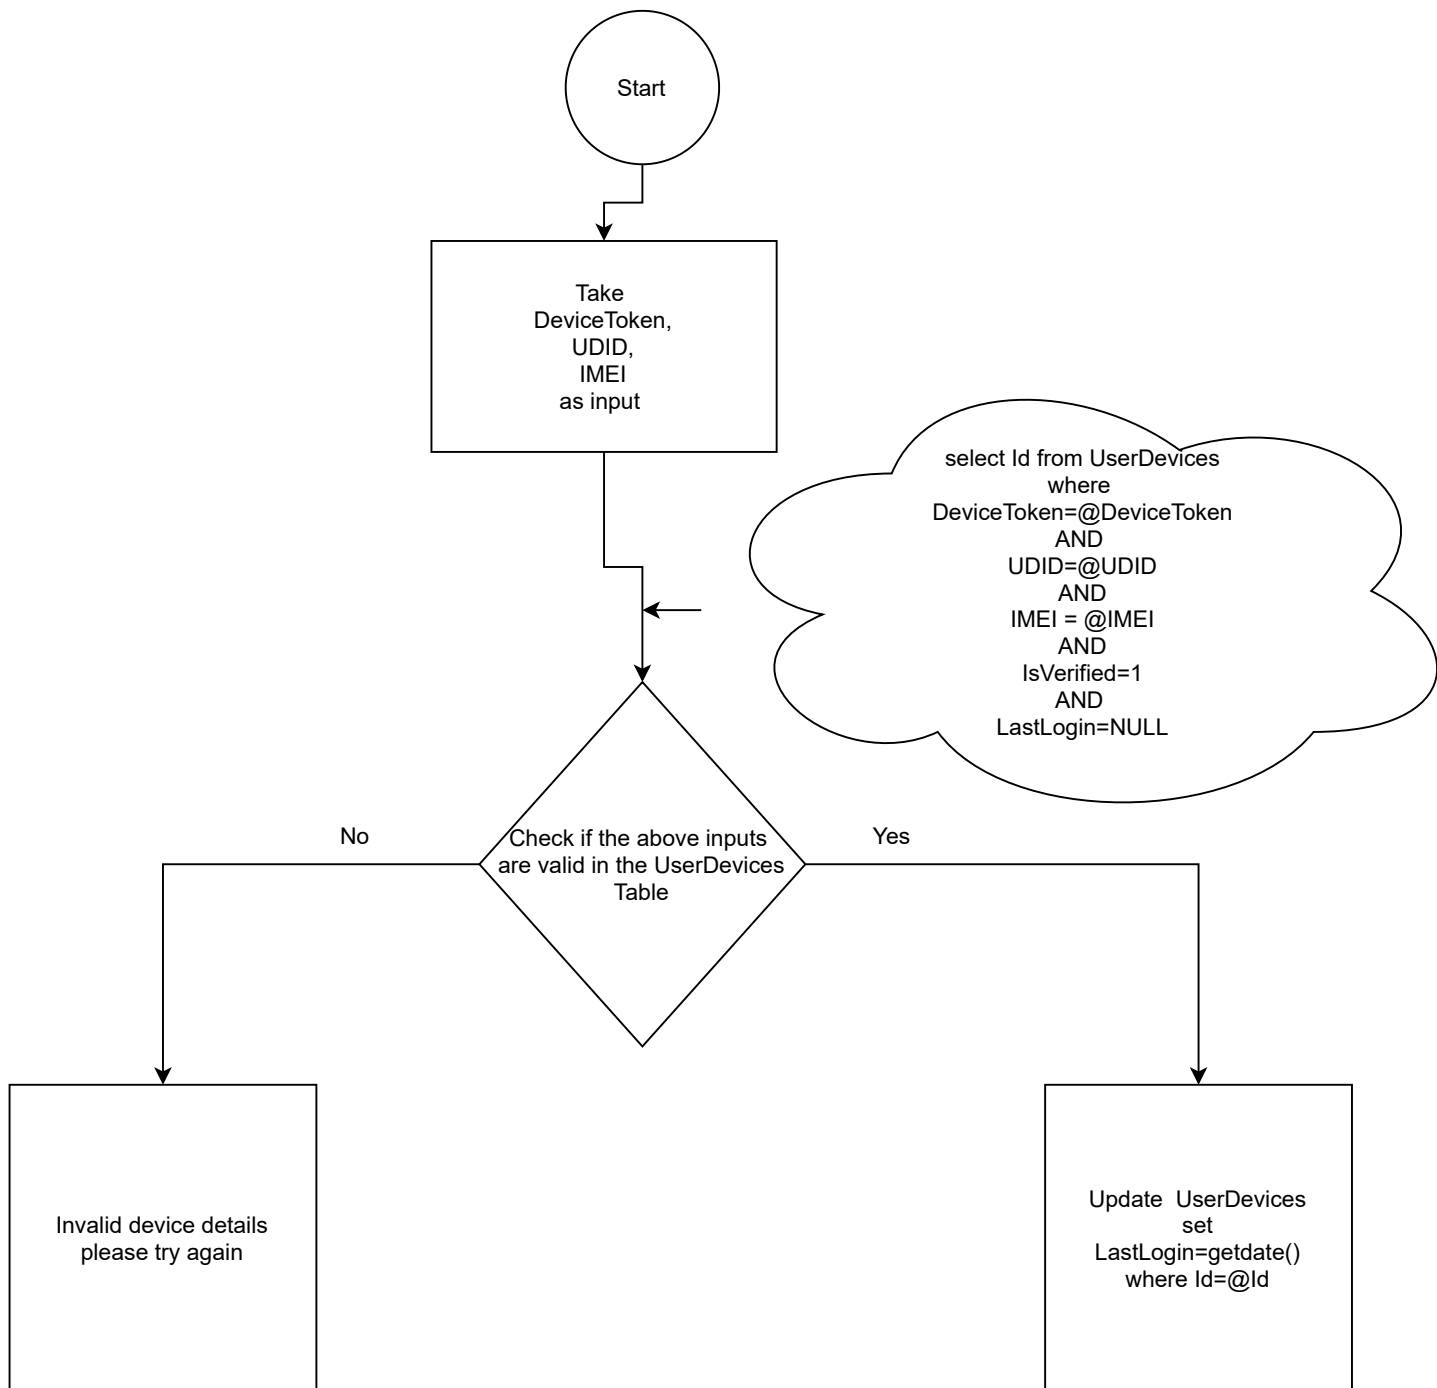 Start
Take
DeviceToken,
UDID,
IMEI
as input
select Id from UserDevices
where
DeviceToken=@DeviceToken
AND
UDID=@UDID
AND
IMEI = @IMEI
AND
IsVerified=1
AND
LastLogin=NULL
No
Check if the above inputs
are valid in the UserDevices
Table
Yes
Invalid device details
please try again
Update  UserDevices
set
LastLogin=getdate()
where Id=@Id